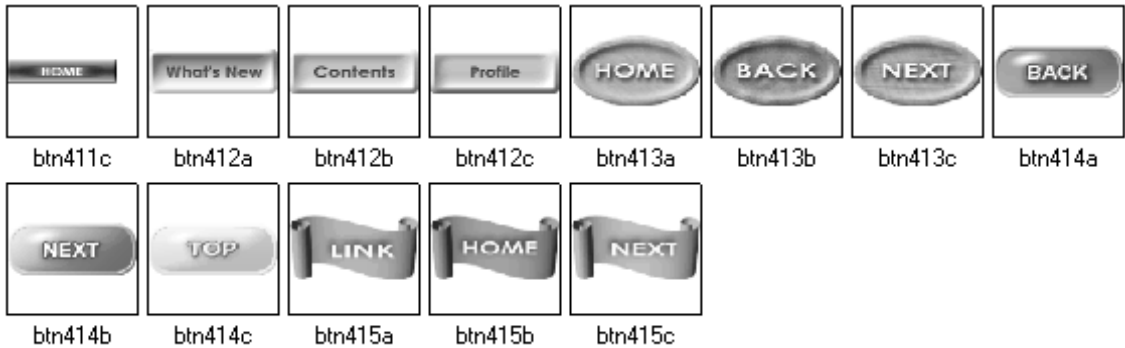 HOME What's New Contents Profile HOME BACK NEXT BACK
btn411c btn412a btn412b btn412c btn413a btn413b btn413c btn414a
NEXT TOP LINK HOME NEXT
btn414b btn414c btn415a btn415b btn415c